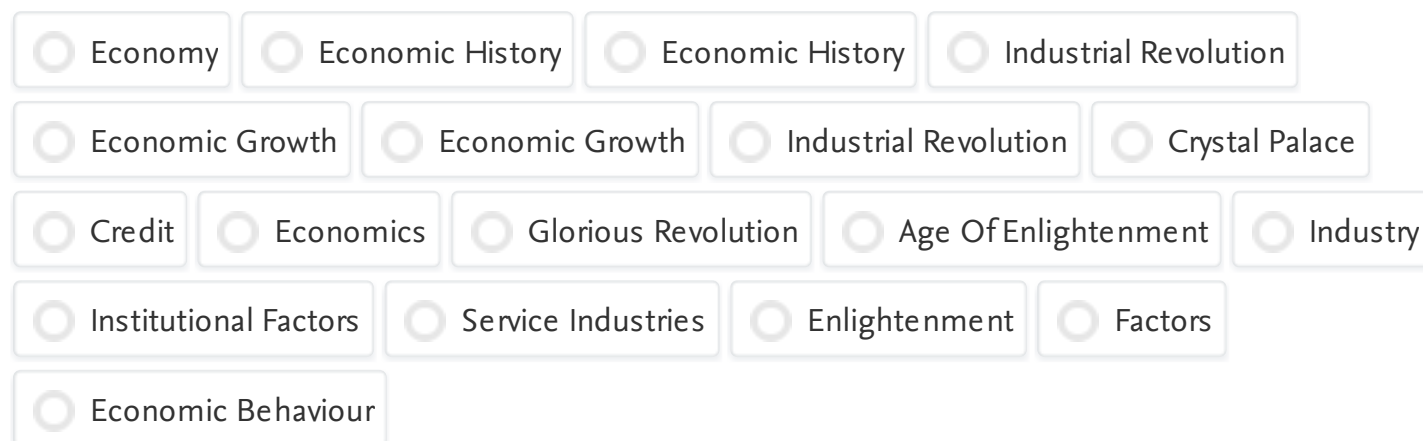 Economy Economic History Economic History Industrial Revolution
Economic Growth Economic Growth Industrial Revolution Crystal Palace
Credit Economics Glorious Revolution Age Of Enlightenment Industry
Institutional Factors Service Industries Enlightenment Factors
Economic Behaviour